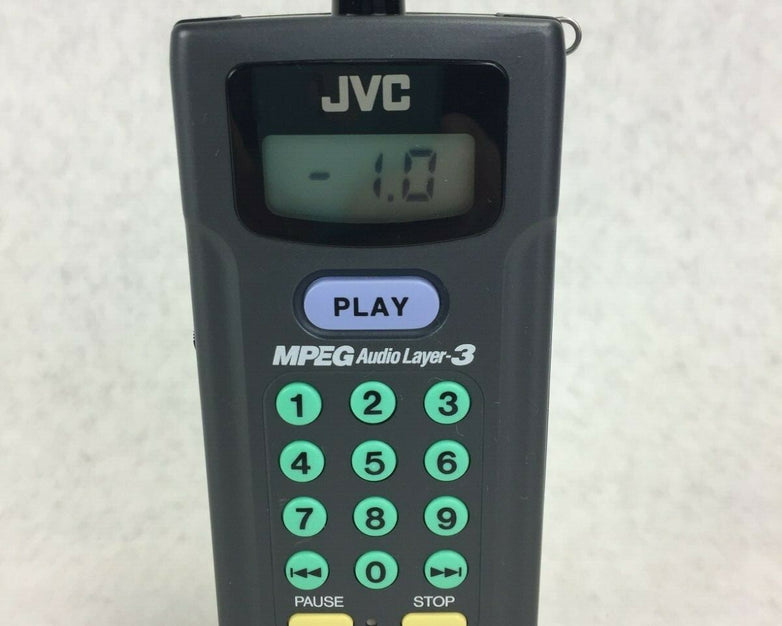 JVC
- 1.0
PLAY
MPEG Audio Layer-3
1 2 3
4 5 6
7 8 9
0
PAUSE STOP